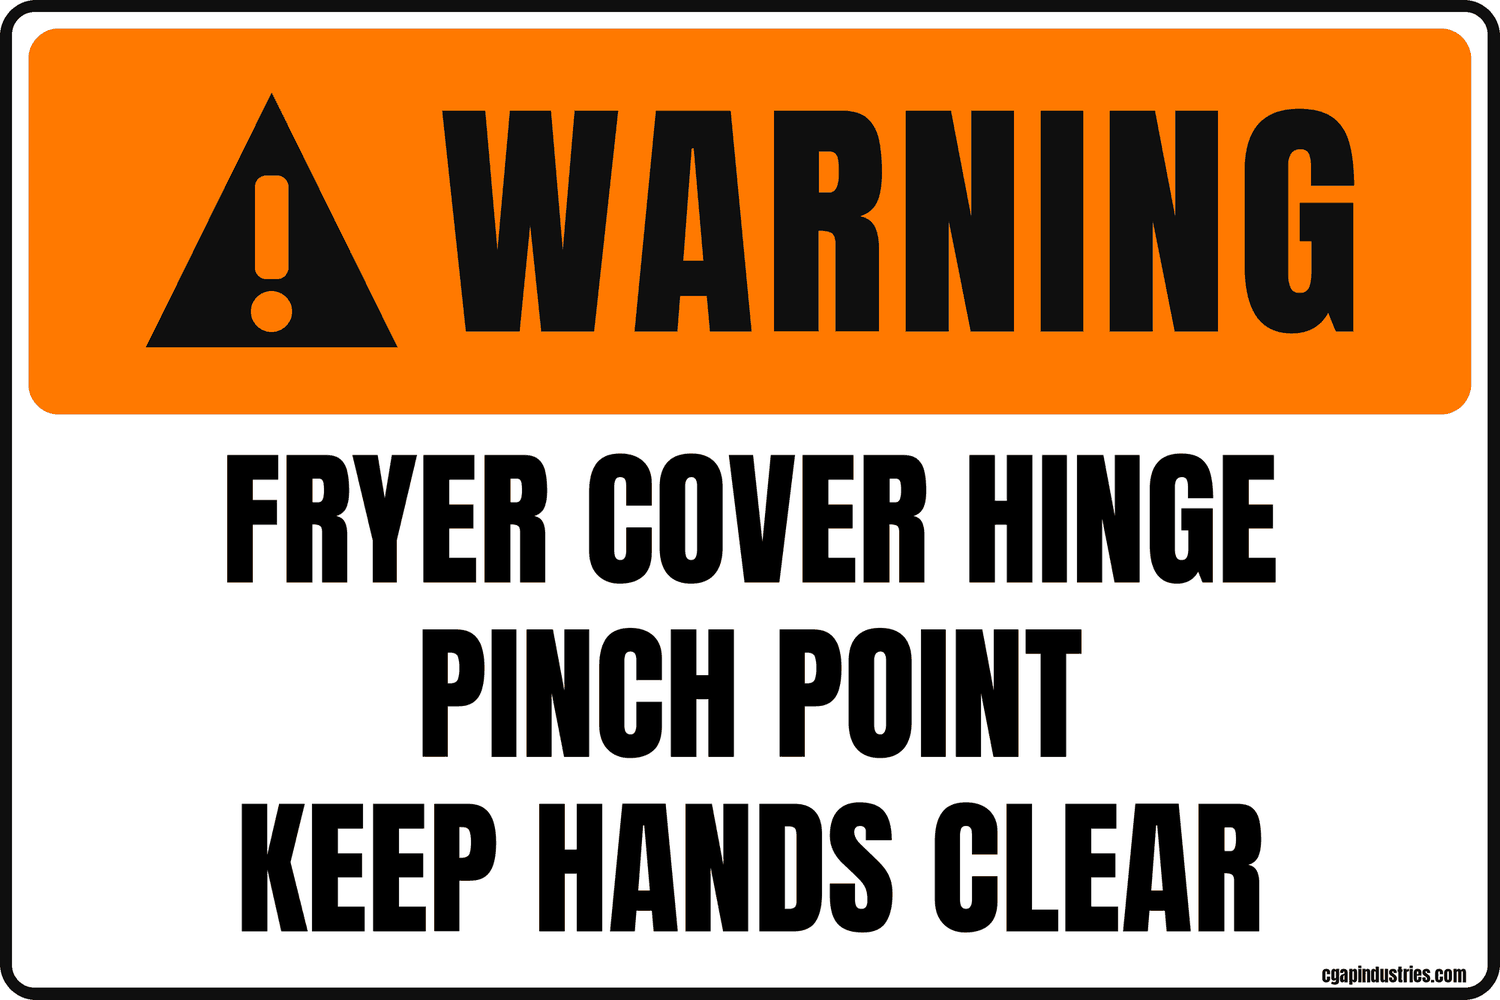 WARNING
FRYER COVER HINGE
PINCH POINT
KEEP HANDS CLEAR
cgapindustries.com